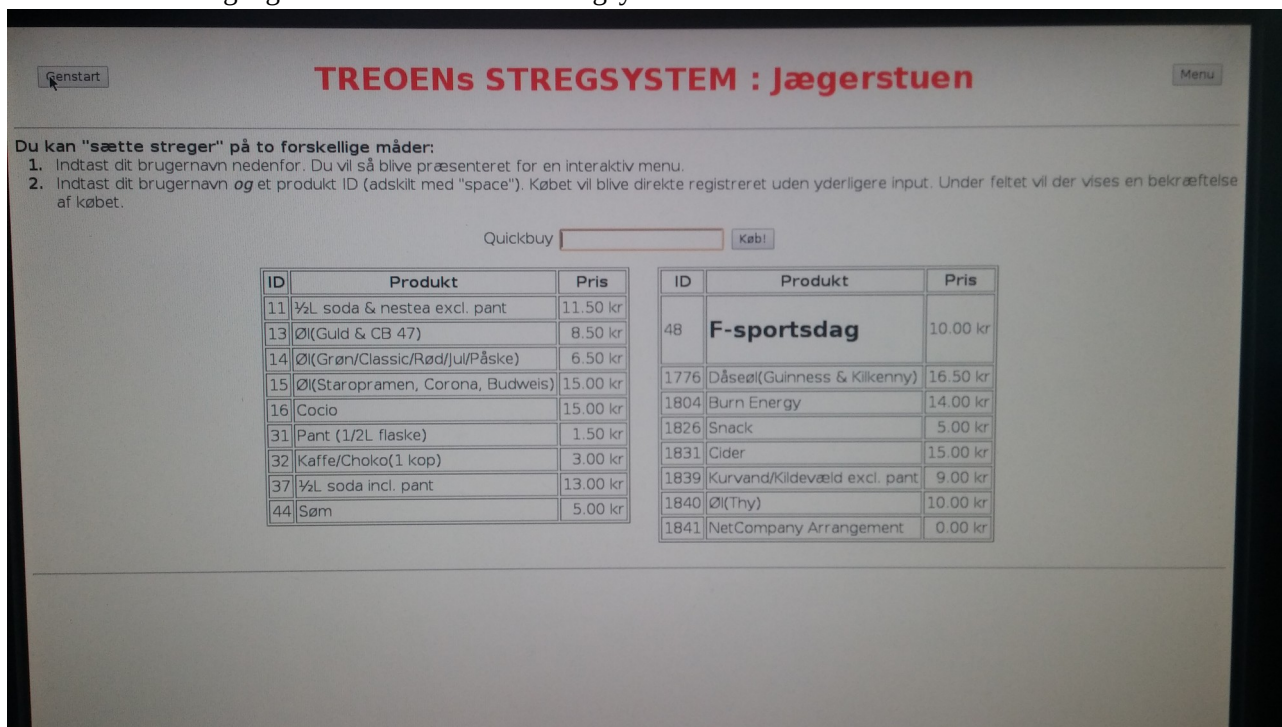 Genstart
TREOENs STREGSYSTEM : Jægerstuen
Menu
Du kan "sætte streger" på to forskellige måder:
1. Indtast dit brugernavn nedenfor. Du vil så blive præsenteret for en interaktiv menu.
2. Indtast dit brugernavn og et produkt ID (adskilt med "space"). Købet vil blive direkte registreret uden yderligere input. Under feltet vil der vises en bekræftelse
af købet.
Quickbuy
Køb!
ID Produkt Pris
11 ½L soda & nestea excl. pant 11.50 kr
13 Øl(Guld & CB 47) 8.50 kr
14 Øl(Grøn/Classic/Rød/Jul/Påske) 6.50 kr
15 Øl(Staropramen, Corona, Budweis) 15.00 kr
16 Cocio 15.00 kr
31 Pant (1/2L flaske) 1.50 kr
32 Kaffe/Choko(1 kop) 3.00 kr
37 ½L soda incl. pant 13.00 kr
44 Søm 5.00 kr
ID Produkt Pris
48 F-sportsdag 10.00 kr
1776 Dåseøl(Guinness & Kilkenny) 16.50 kr
1804 Burn Energy 14.00 kr
1826 Snack 5.00 kr
1831 Cider 15.00 kr
1839 Kurvand/Kildevæld excl. pant 9.00 kr
1840 Øl(Thy) 10.00 kr
1841 NetCompany Arrangement 0.00 kr